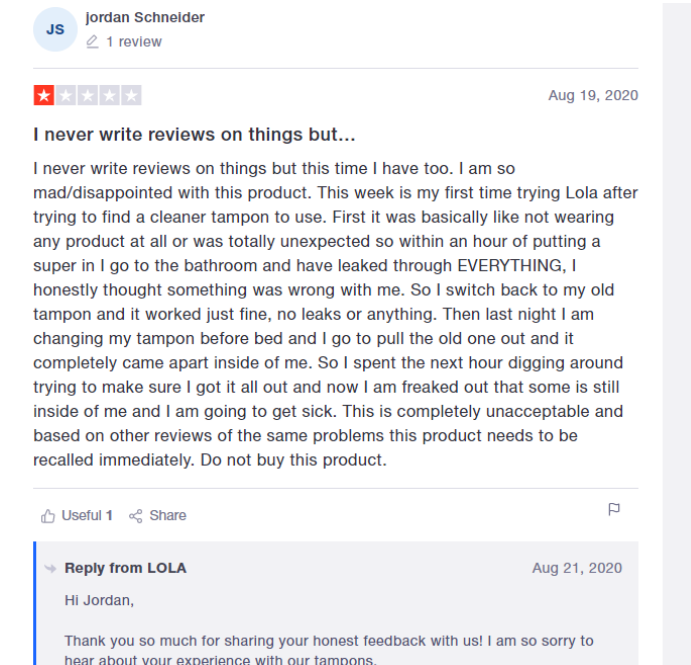 JS
jordan Schneider
1 review
Aug 19, 2020
I never write reviews on things but...
I never write reviews on things but this time I have too. I am so
mad/disappointed with this product. This week is my first time trying Lola after
trying to find a cleaner tampon to use. First it was basically like not wearing
any product at all or was totally unexpected so within an hour of putting a
super in I go to the bathroom and have leaked through EVERYTHING, I
honestly thought something was wrong with me. So I switch back to my old
tampon and it worked just fine, no leaks or anything. Then last night I am
changing my tampon before bed and I go to pull the old one out and it
completely came apart inside of me. So I spent the next hour digging around
trying to make sure I got it all out and now I am freaked out that some is still
inside of me and I am going to get sick. This is completely unacceptable and
based on other reviews of the same problems this product needs to be
recalled immediately. Do not buy this product.
Useful 1 Share
Reply from LOLA Aug 21, 2020
Hi Jordan,
Thank you so much for sharing your honest feedback with us! I am so sorry to
hear about your experience with our tampons.